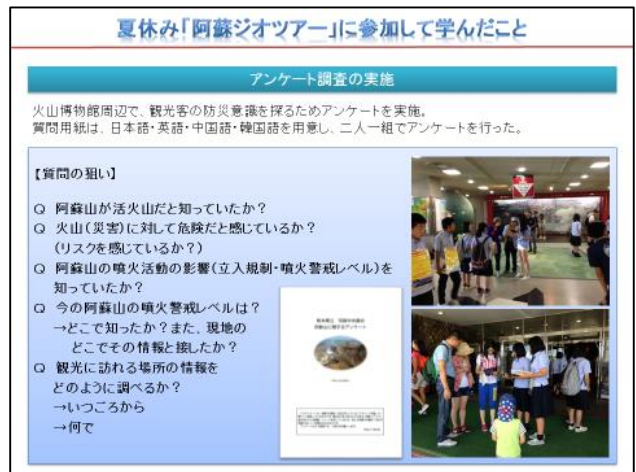 夏休み「阿蘇ジオツアー」に参加して学んだこと
アンケート調査の実施
火山博物館周辺で、観光客の防災意識を探るためアンケートを実施。
質問用紙は、日本語・英語・中国語・韓国語を用意し、二人一組でアンケートを行った。
【質問の狙い】
Q 阿蘇山が活火山だと知っていたか？
Q 火山(災害)に対して危険だと感じているか？
(リスクを感じているか？)
Q 阿蘇山の噴火活動の影響(立入規制・噴火警戒レベル)を
知っていたか？
Q 今の阿蘇山の噴火警戒レベルは？
→どこで知ったか？また、現地の
どこでその情報と接したか？
Q 観光に訪れる場所の情報を
どのように調べるか？
→いつごろから
→何で